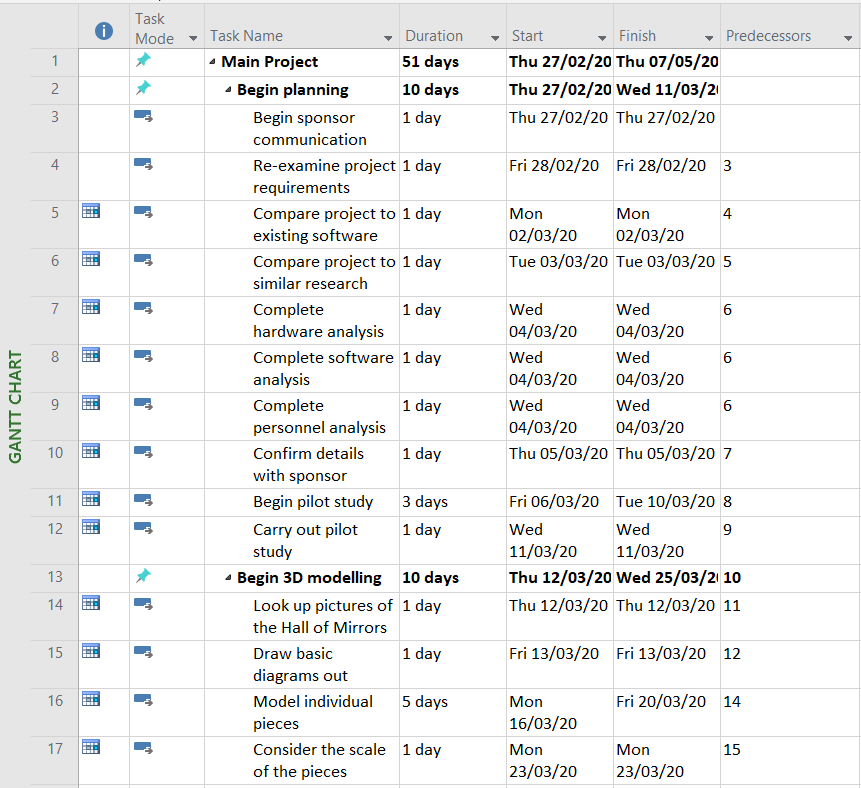 Task Mode Task Name Duration Start Finish Predecessors
1 Main Project 51 days Thu 27/02/20 Thu 07/05/20
2 Begin planning 10 days Thu 27/02/20 Wed 11/03/2
3 Begin sponsor communication 1 day Thu 27/02/20 Thu 27/02/20
4 Re-examine project requirements 1 day Fri 28/02/20 Fri 28/02/20 3
5 Compare project to existing software 1 day Mon 02/03/20 Mon 02/03/20 4
6 Compare project to similar research 1 day Tue 03/03/20 Tue 03/03/20 5
7 Complete hardware analysis 1 day Wed 04/03/20 Wed 04/03/20 6
8 Complete software analysis 1 day Wed 04/03/20 Wed 04/03/20 6
9 Complete personnel analysis 1 day Wed 04/03/20 Wed 04/03/20 6
10 Confirm details with sponsor 1 day Thu 05/03/20 Thu 05/03/20 7
11 Begin pilot study 3 days Fri 06/03/20 Tue 10/03/20 8
12 Carry out pilot study 1 day Wed 11/03/20 Wed 11/03/20 9
13 Begin 3D modelling 10 days Thu 12/03/20 Wed 25/03/2 10
14 Look up pictures of the Hall of Mirrors 1 day Thu 12/03/20 Thu 12/03/20 11
15 Draw basic diagrams out 1 day Fri 13/03/20 Fri 13/03/20 12
16 Model individual pieces 5 days Mon 16/03/20 Fri 20/03/20 14
17 Consider the scale of the pieces 1 day Mon 23/03/20 Mon 23/03/20 15
GANTT CHART